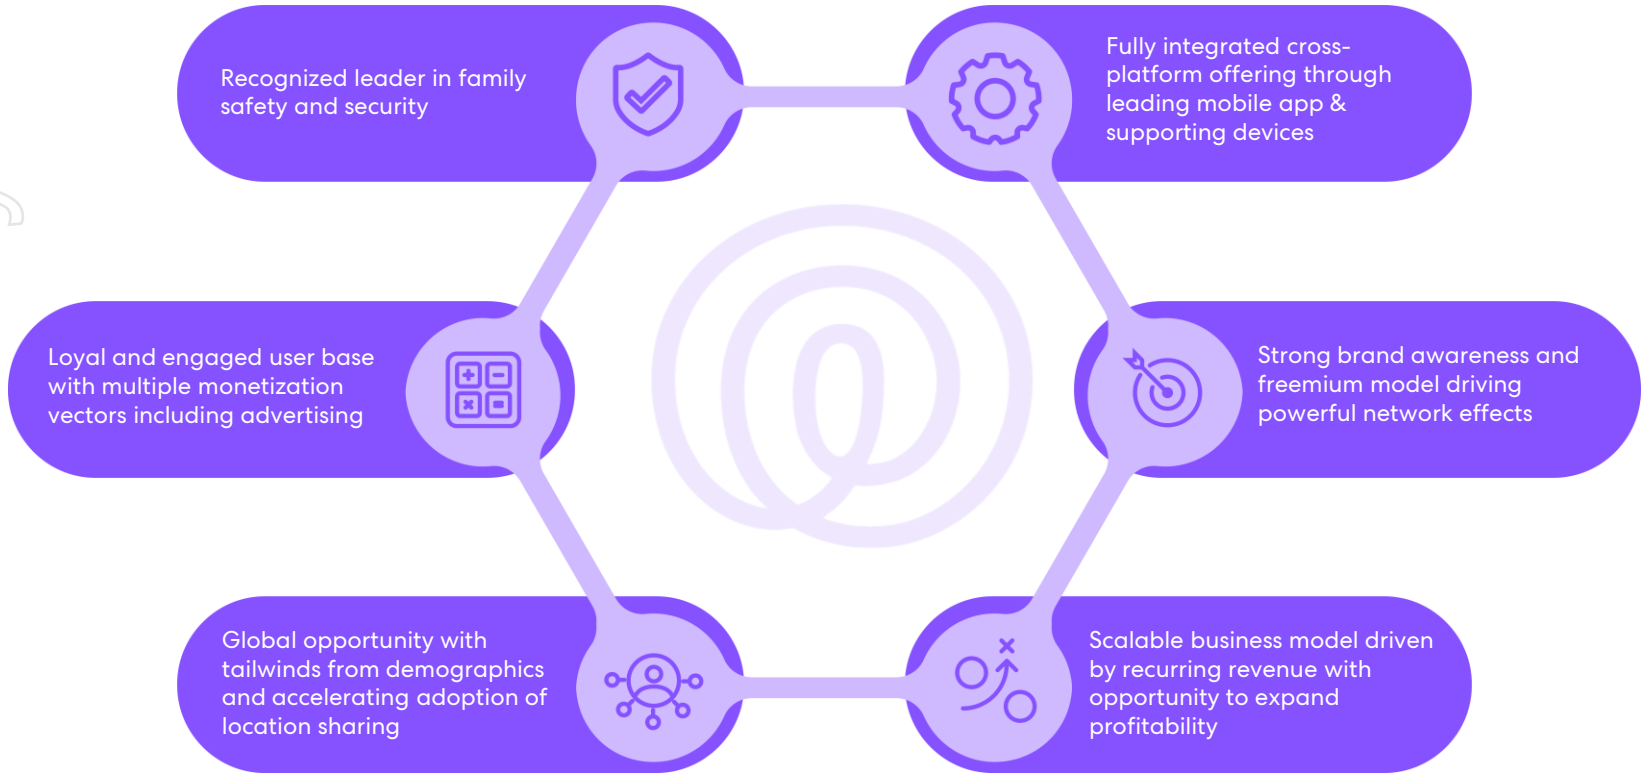 Recognized leader in family
safety and security
Fully integrated cross-
platform offering through
leading mobile app &
supporting devices
Loyal and engaged user base
with multiple monetization
vectors including advertising
Strong brand awareness and
freemium model driving
powerful network effects
Global opportunity with
tailwinds from demographics
and accelerating adoption of
location sharing
Scalable business model driven
by recurring revenue with
opportunity to expand
profitability